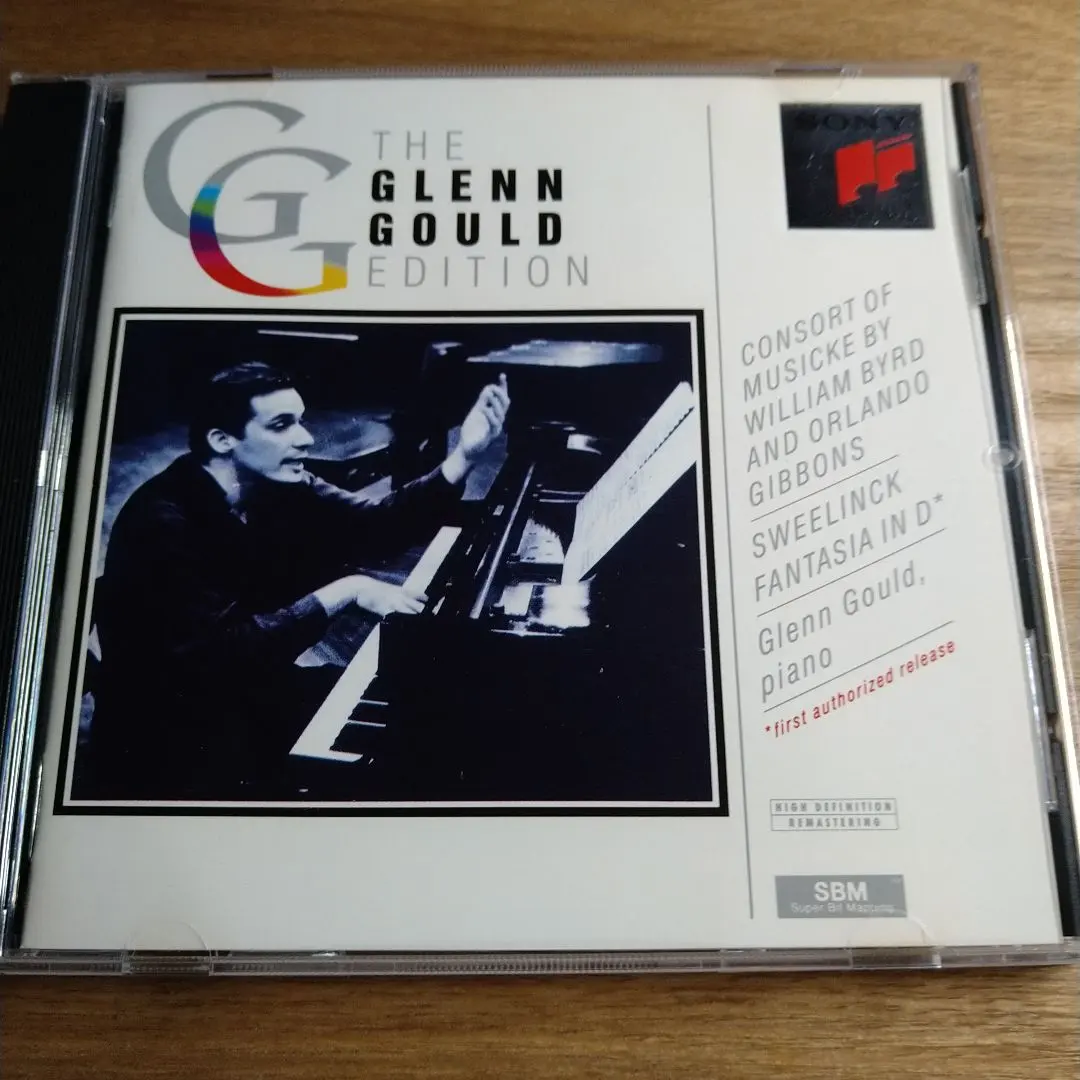 THE
GLENN
GOULD
EDITION
SONY
CONSORT OF
MUSICKE BY
WILLIAM BYRD
AND ORLANDO
GIBBONS
SWEELINCK
FANTASIA IN D*
Glenn Gould,
piano
*first authorized release
HIGH DEFINITION
REMASTERING
SBM
Super Bit Mapping